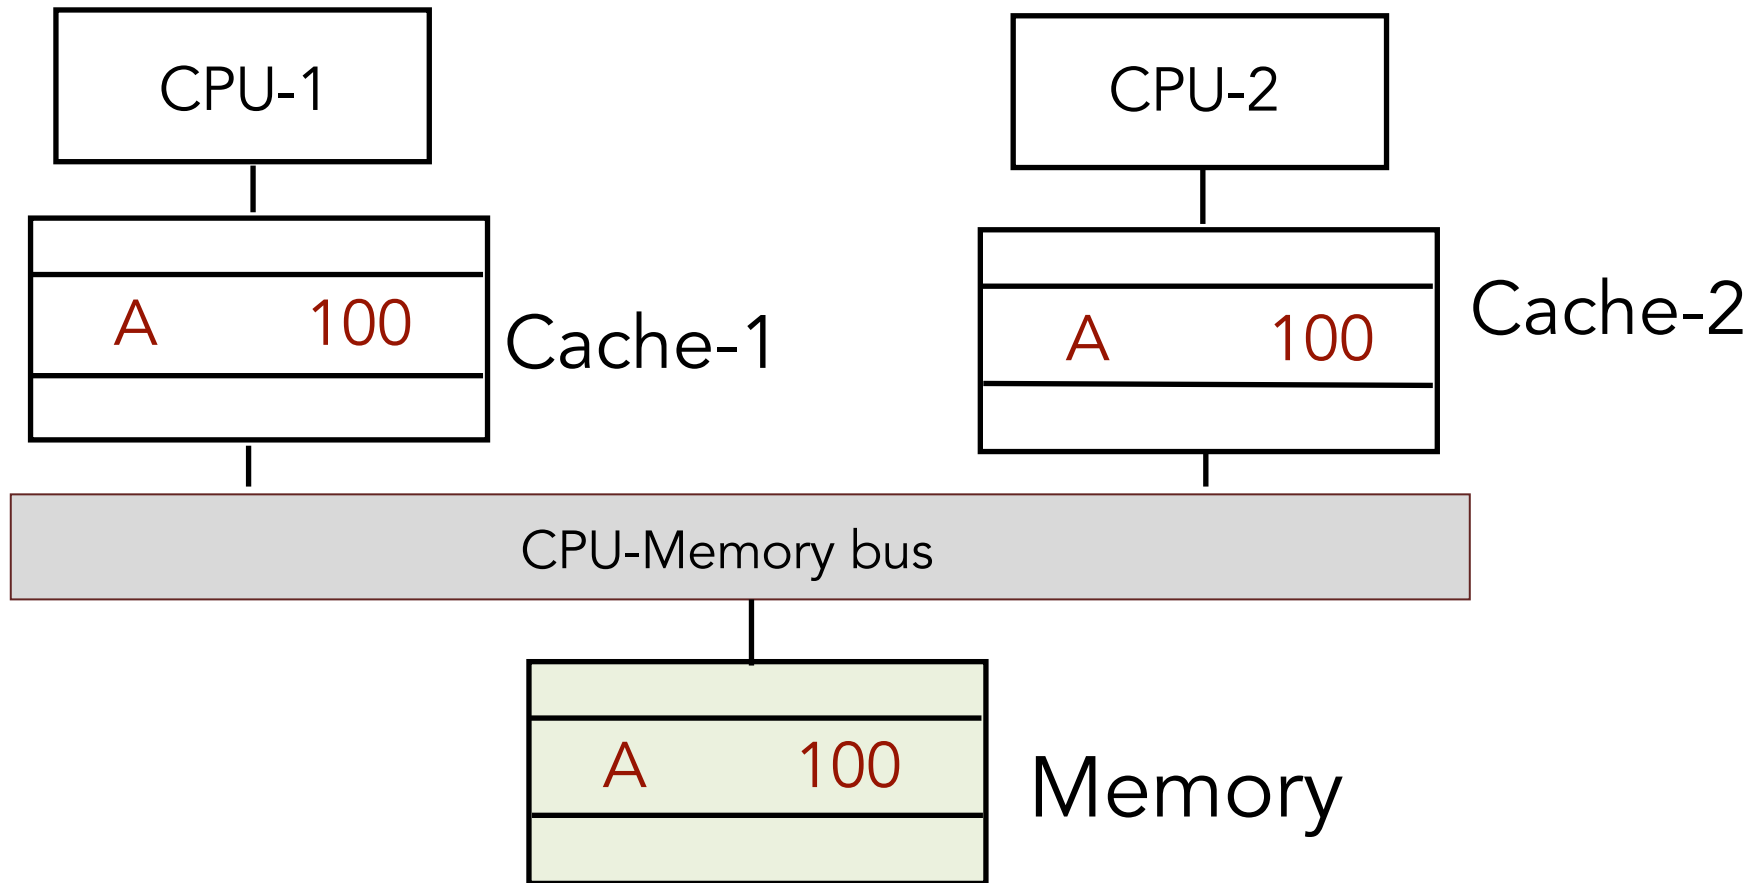 CPU-1
CPU-2
A 100
Cache-1
A 100
Cache-2
CPU-Memory bus
A 100
Memory